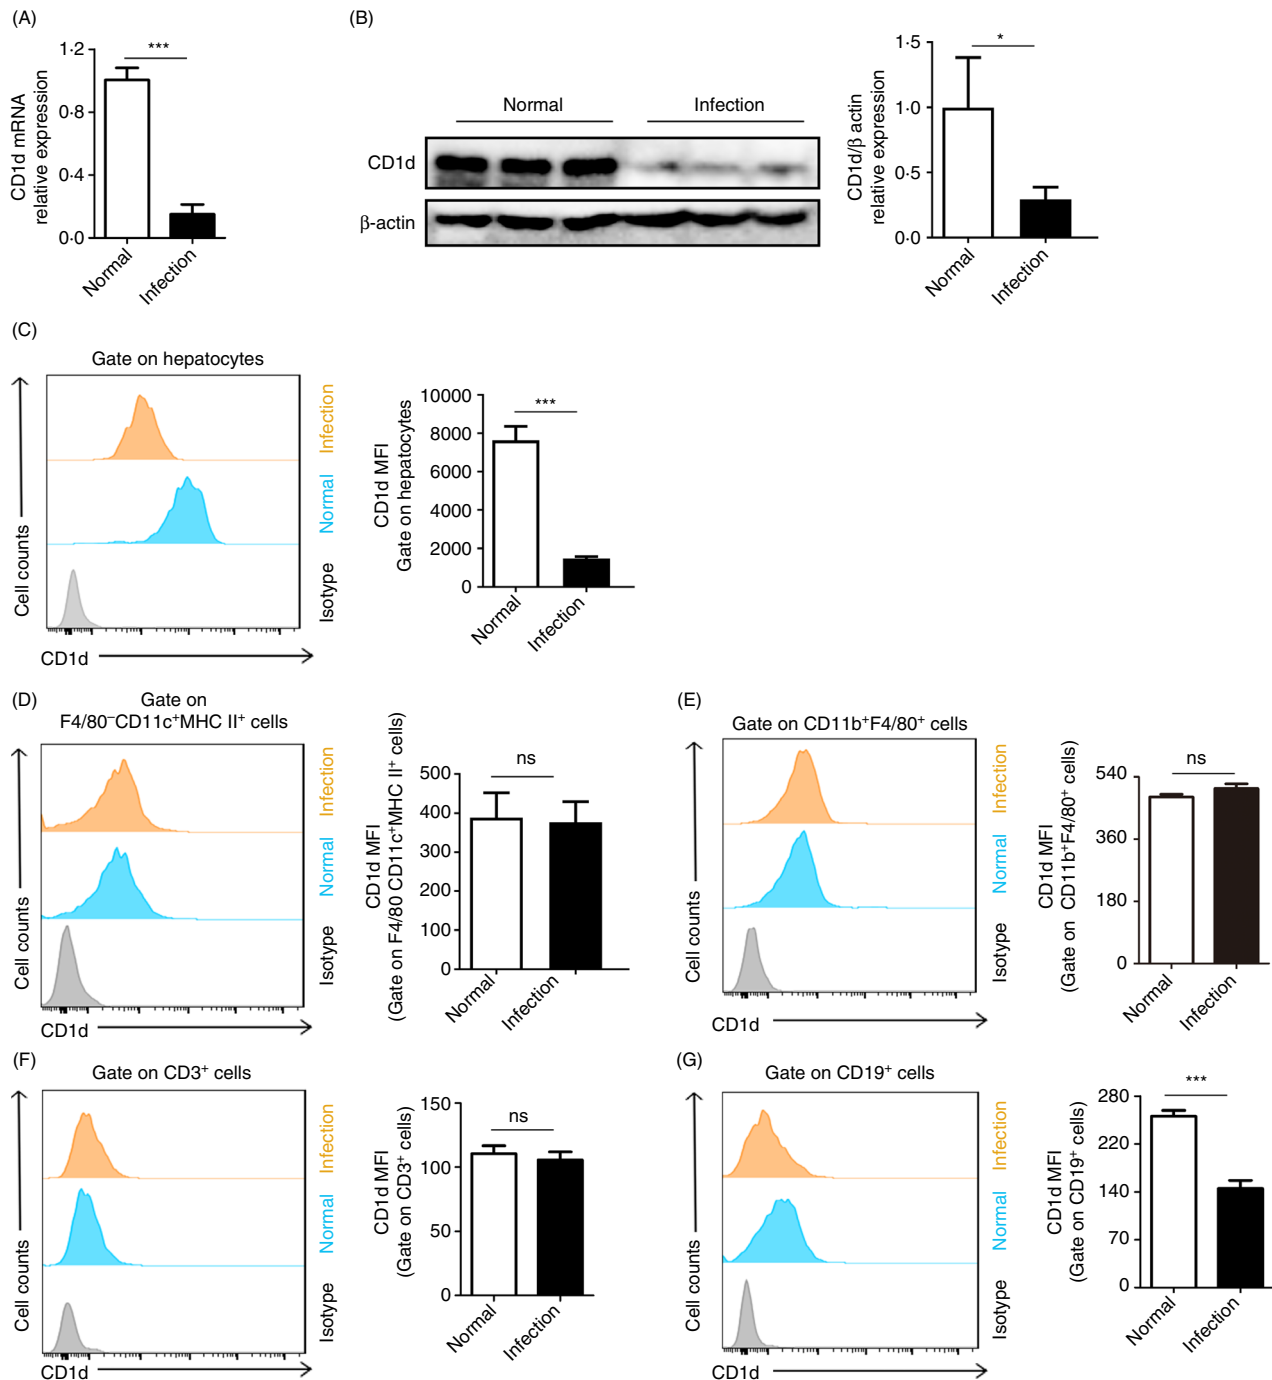 (A)
CD1d mRNA
relative expression
1·2
0·8
0·4
0·0
***
Normal
Infection
(B)
Normal
Infection
CD1d
β-actin
CD1d/β actin
relative expression
1·5
1·0
0·5
0·0
*
Normal
Infection
(C)
Gate on hepatocytes
Cell counts
Infection
Normal
Isotype
CD1d
CD1d MFI
Gate on hepatocytes
10000
8000
6000
4000
2000
0
***
Normal
Infection
(D)
Gate on
F4/80⁻CD11c⁺MHC II⁺ cells
Cell counts
Infection
Normal
Isotype
CD1d
CD1d MFI
(Gate on F4/80 CD11c⁺MHC II⁺ cells)
500
400
300
200
100
0
ns
Normal
Infection
(E)
Gate on CD11b⁺F4/80⁺ cells
Cell counts
Infection
Normal
Isotype
CD1d
CD1d MFI
(Gate on CD11b⁺F4/80⁺ cells)
540
360
180
0
ns
Normal
Infection
(F)
Gate on CD3⁺ cells
Cell counts
Infection
Normal
Isotype
CD1d
CD1d MFI
(Gate on CD3⁺ cells)
150
100
50
0
ns
Normal
Infection
(G)
Gate on CD19⁺ cells
Cell counts
Infection
Normal
Isotype
CD1d
CD1d MFI
(Gate on CD19⁺ cells)
280
220
140
70
0
***
Normal
Infection